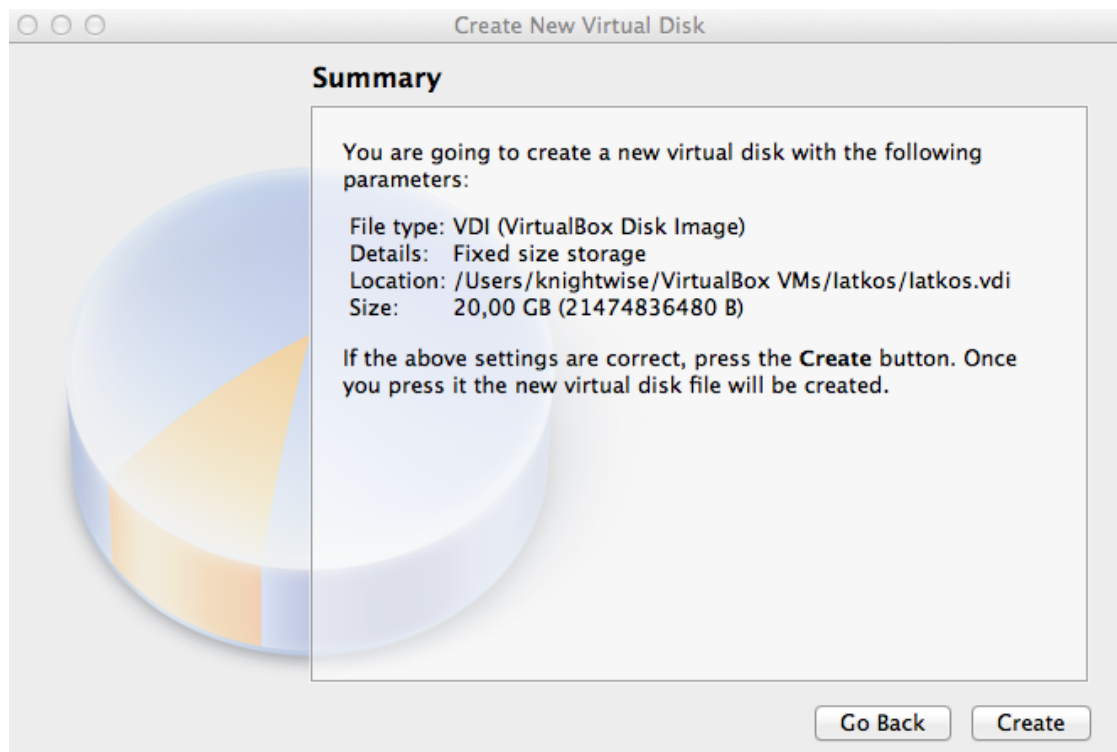 Create New Virtual Disk
Summary
You are going to create a new virtual disk with the following
parameters:
File type: VDI (VirtualBox Disk Image)
Details: Fixed size storage
Location: /Users/knightwise/VirtualBox VMs/Iatkos/Iatkos.vdi
Size: 20,00 GB (21474836480 B)
If the above settings are correct, press the Create button. Once
you press it the new virtual disk file will be created.
Go Back Create